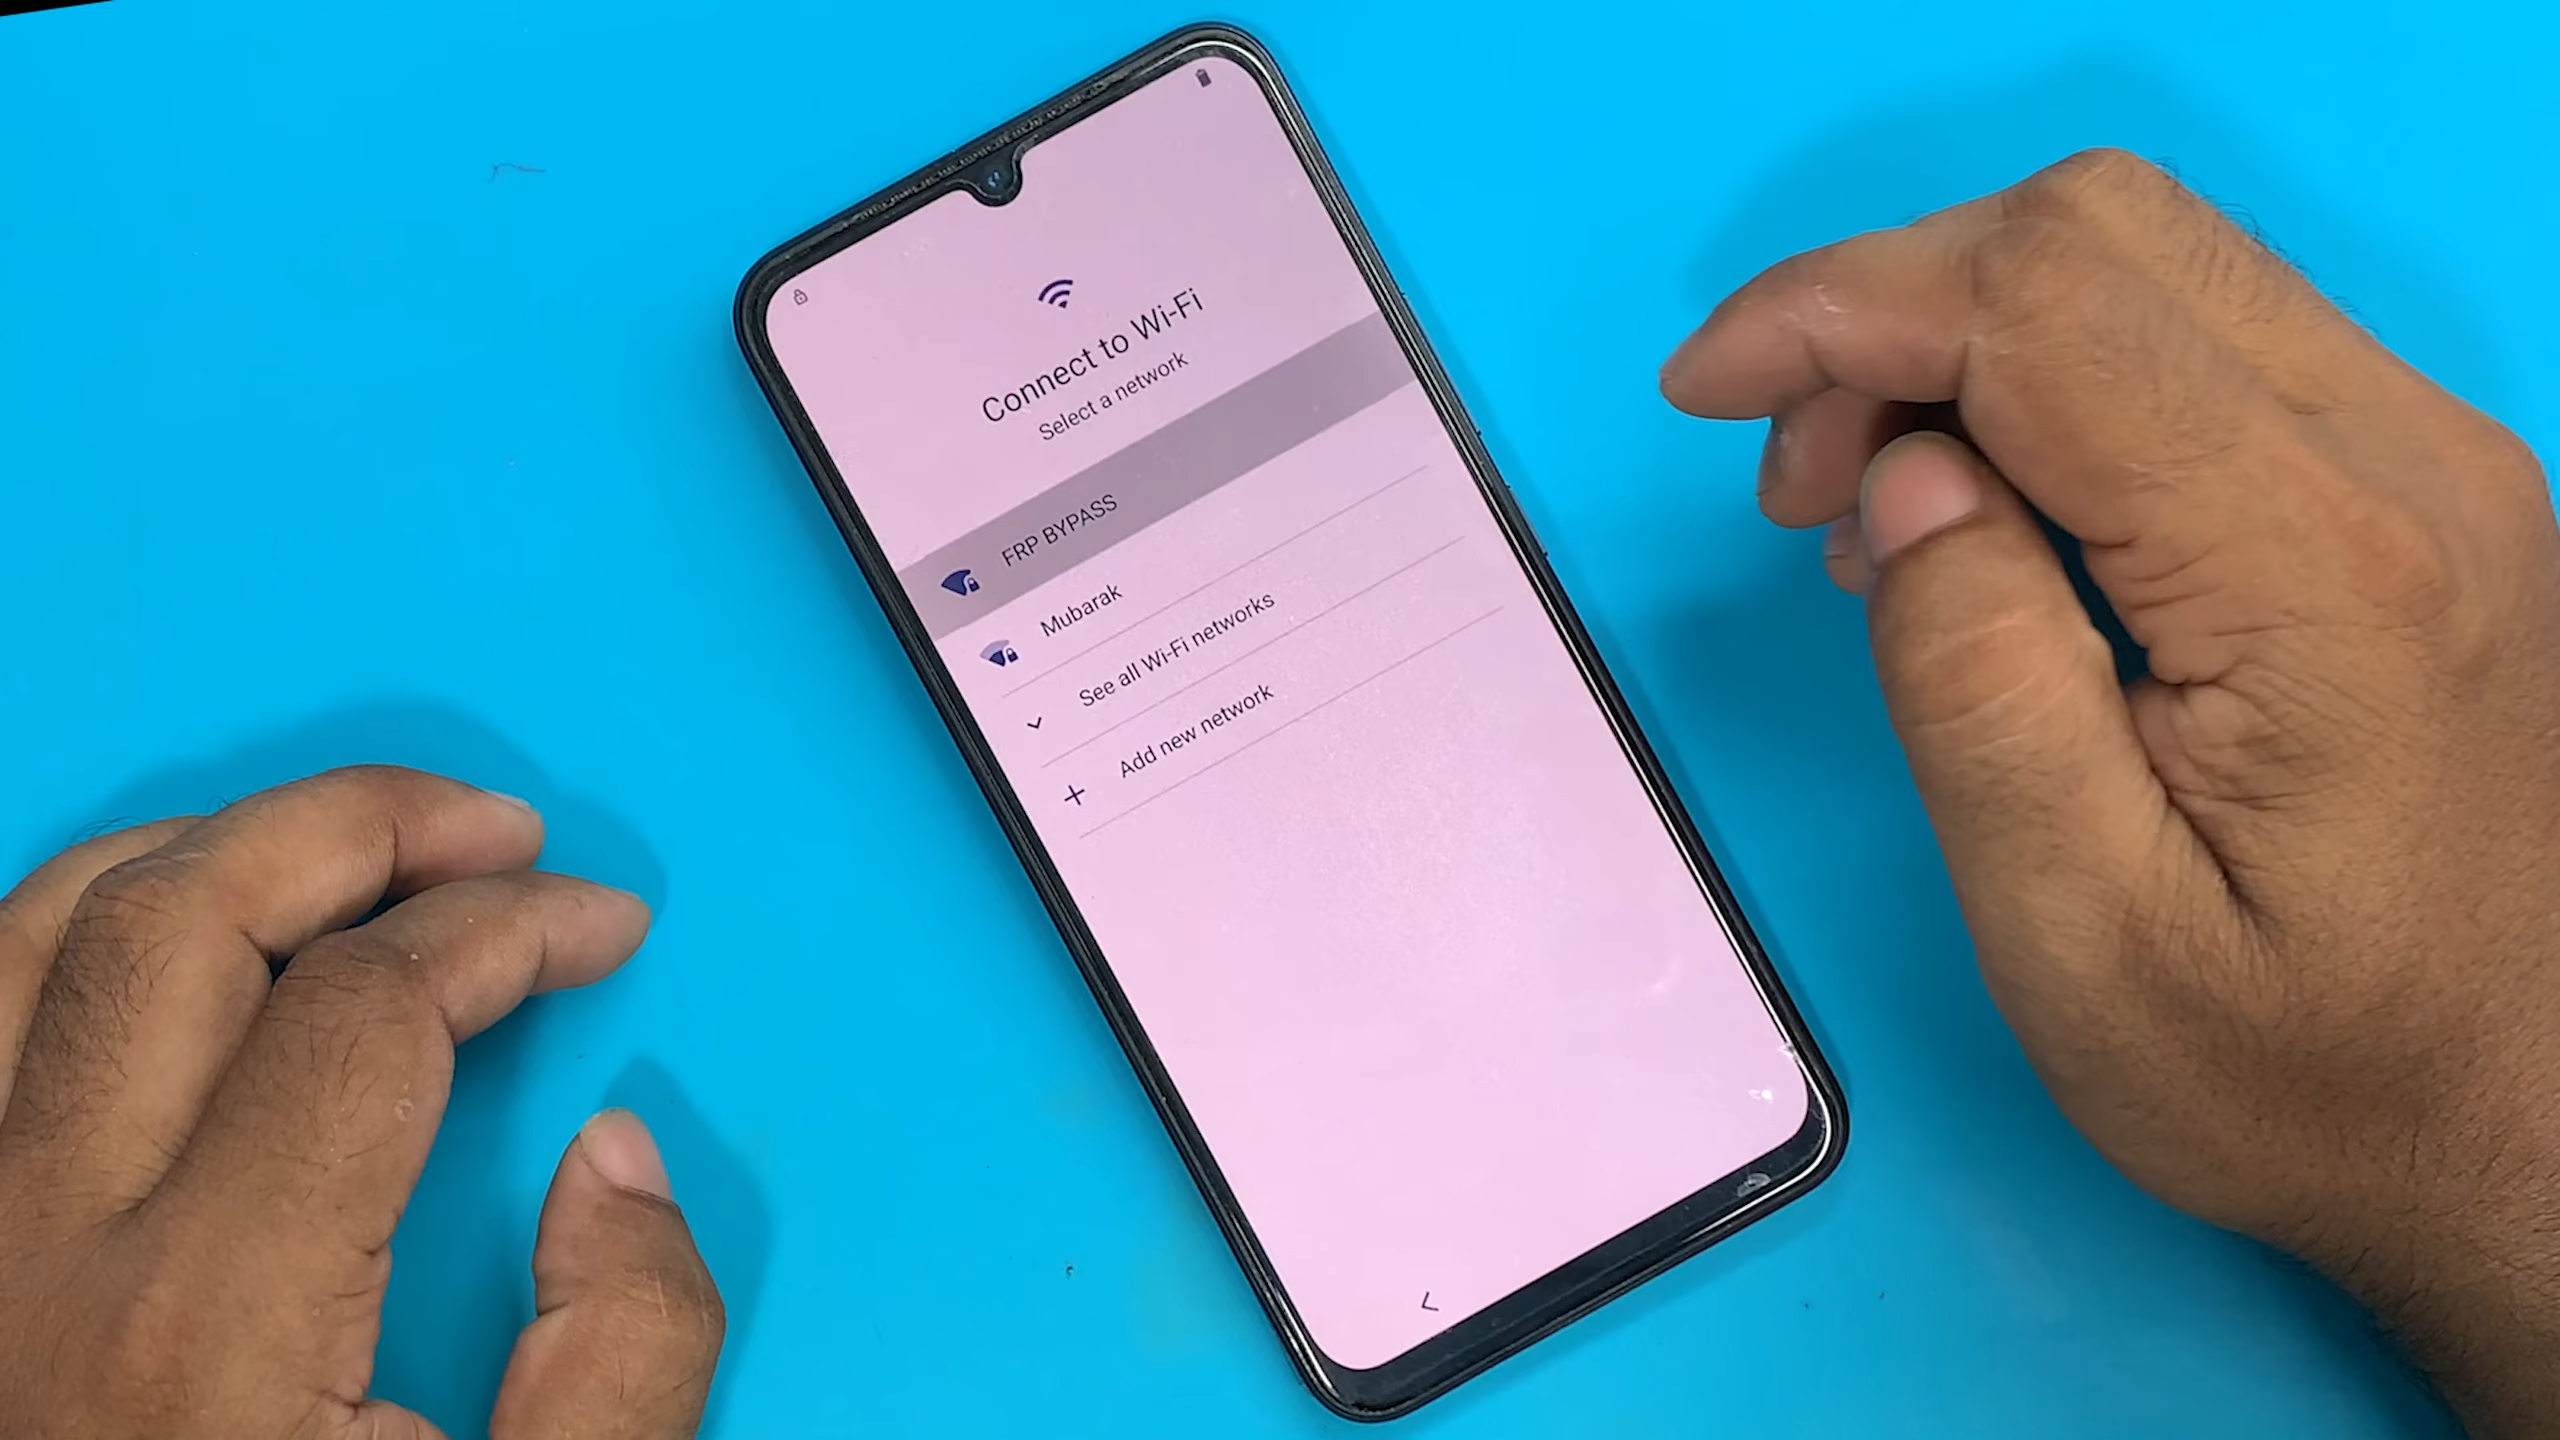 Connect to Wi-Fi
Select a network
FRP BYPASS
Mubarak
See all Wi-Fi networks
Add new network